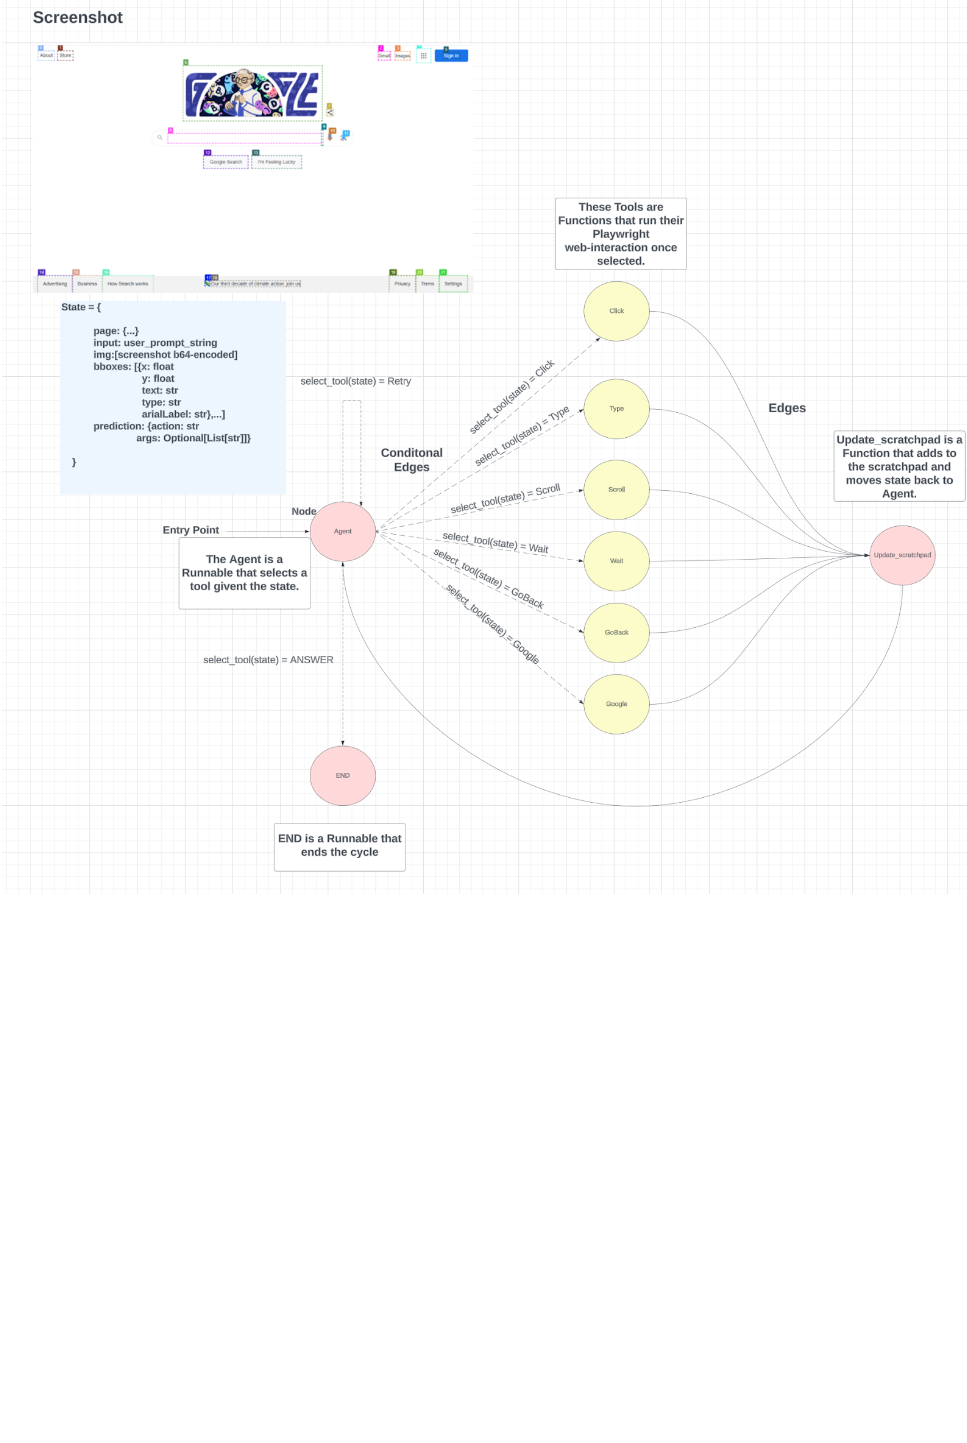 Screenshot
About Store
Gmail Images
Sign in
Google Search I'm Feeling Lucky
Advertising Business How Search works
Our third decade of climate action: join us
Privacy Terms Settings
These Tools are
Functions that run their
Playwright
web-interaction once
selected.
State = {
page: {...}
input: user_prompt_string
img:[screenshot b64-encoded]
bboxes: [{x: float
y: float
text: str
type: str
arialLabel: str},...]
prediction: {action: str
args: Optional[List[str]]}
}
select_tool(state) = Retry
Conditonal
Edges
select_tool(state) = Click
select_tool(state) = Type
select_tool(state) = Scroll
select_tool(state) = Wait
select_tool(state) = GoBack
select_tool(state) = Google
Click
Type
Scroll
Wait
GoBack
Google
Edges
Update_scratchpad is a
Function that adds to
the scratchpad and
moves state back to
Agent.
Update_scratchpad
Node
Entry Point
Agent
The Agent is a
Runnable that selects a
tool givent the state.
select_tool(state) = ANSWER
END
END is a Runnable that
ends the cycle